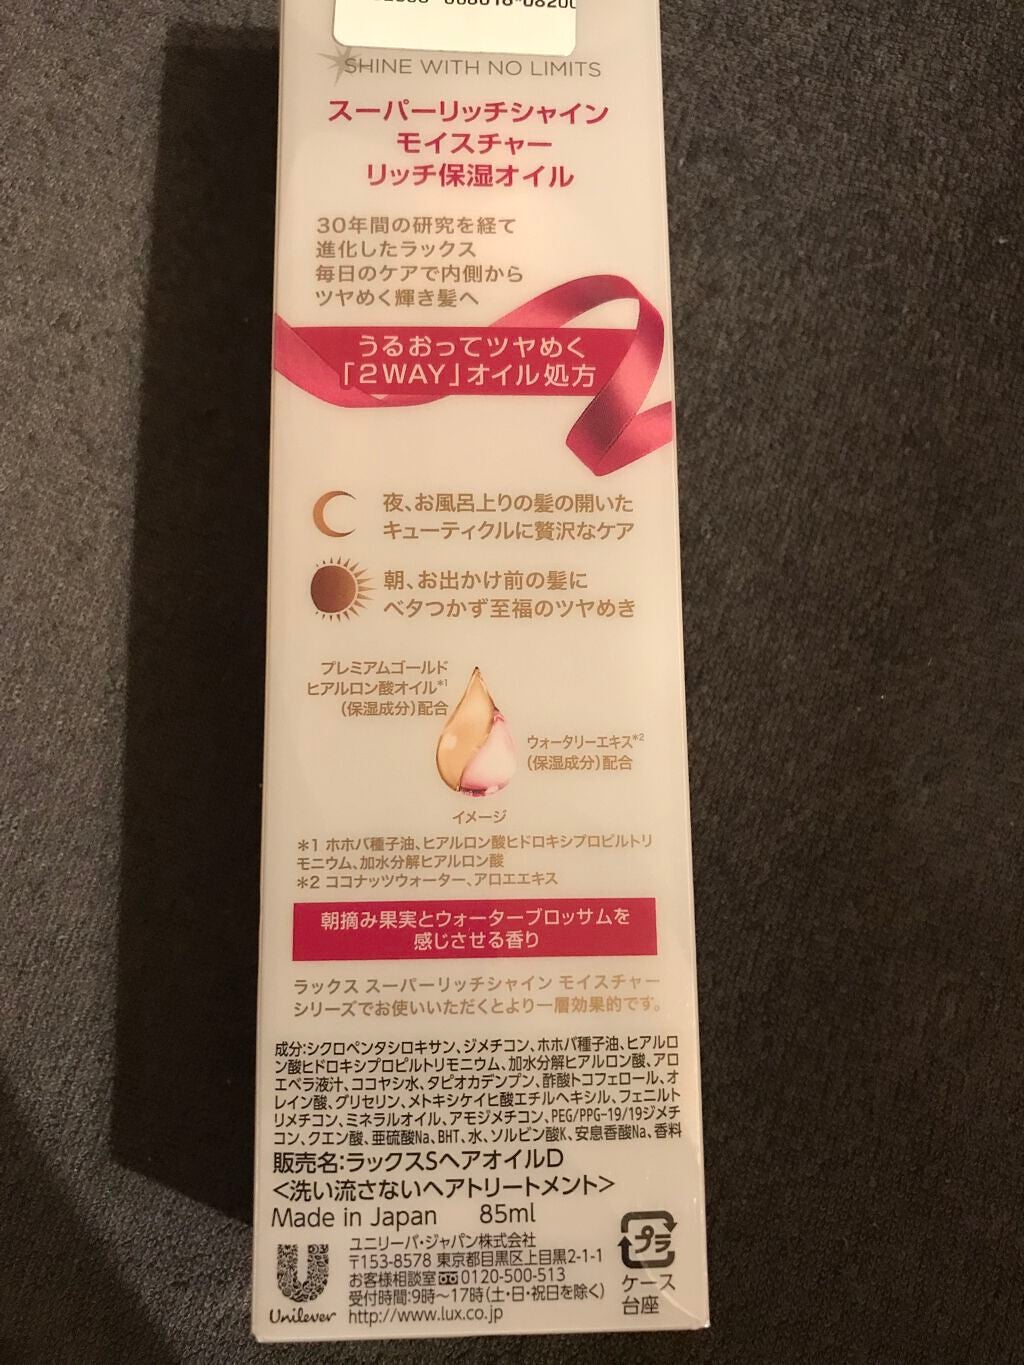 SHINE WITH NO LIMITS
スーパーリッチシャイン
モイスチャー
リッチ保湿オイル
30年間の研究を経て
進化したラックス
毎日のケアで内側から
ツヤめく輝き髪へ
うるおってツヤめく
「2WAY」オイル処方
夜、お風呂上りの髪の開いた
キューティクルに贅沢なケア
朝、お出かけ前の髪に
ベタつかず至福のツヤめき
プレミアムゴールド
ヒアルロン酸オイル*1
(保湿成分)配合
ウォータリーエキス*2
(保湿成分)配合
イメージ
*1 ホホバ種子油、ヒアルロン酸ヒドロキシプロピルトリ
モニウム、加水分解ヒアルロン酸
*2 ココナッツウォーター、アロエエキス
朝摘み果実とウォーターブロッサムを
感じさせる香り
ラックス スーパーリッチシャイン モイスチャー
シリーズでお使いいただくとより一層効果的です。
成分:シクロペンタシロキサン、ジメチコン、ホホバ種子油、ヒアルロ
ン酸ヒドロキシプロピルトリモニウム、加水分解ヒアルロン酸、アロ
エベラ液汁、ココヤシ水、タピオカデンプン、酢酸トコフェロール、オ
レイン酸、グリセリン、メトキシケイヒ酸エチルヘキシル、フェニルト
リメチコン、ミネラルオイル、アモジメチコン、PEG/PPG-19/19ジメチ
コン、クエン酸、亜硫酸Na、BHT、水、ソルビン酸K、安息香酸Na、香料
販売名:ラックスSヘアオイルD
<洗い流さないヘアトリートメント>
Made in Japan 85ml
ユニリーバ・ジャパン株式会社
〒153-8578 東京都目黒区上目黒2-1-1
お客様相談室 0120-500-513
受付時間:9時～17時(土・日・祝日を除く)
http://www.lux.co.jp
Unilever
プラ
ケース
台座